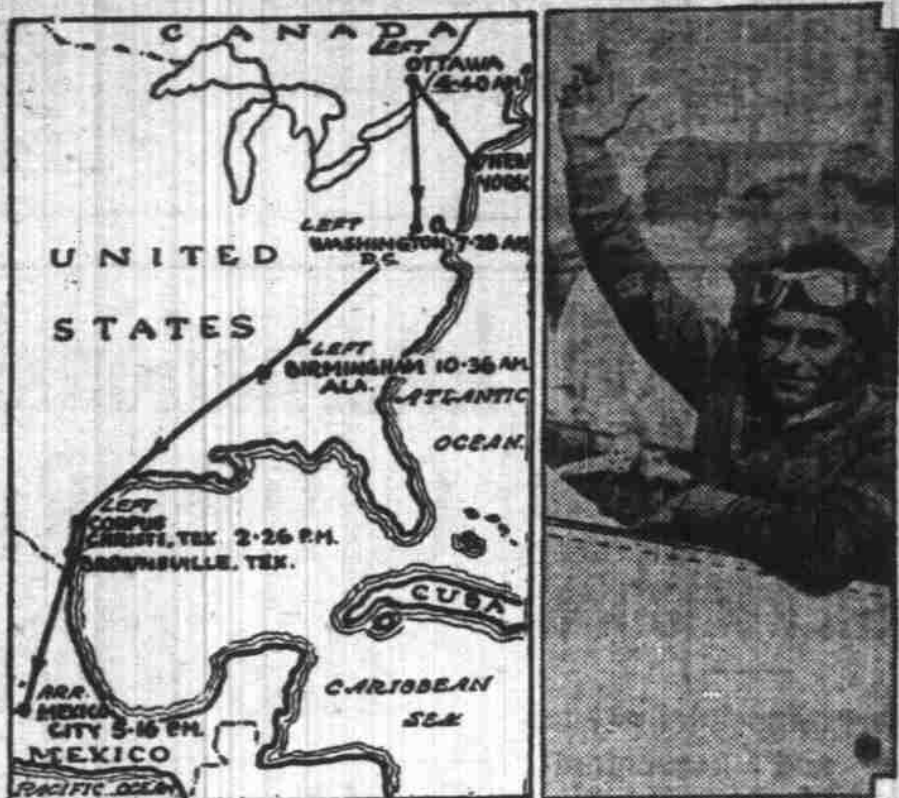 CANADA
LEFT
OTTAWA
NEW
YORK
LEFT
WASHINGTON 7-28 AM
D.C.
UNITED
STATES
LEFT
BIRMINGHAM 10-36 AM
ALA.
ATLANTIC
OCEAN
LEFT
CORPUS
CHRISTI, TEX. 2-26 P.M.
BROWNSVILLE, TEX.
CUBA
CARIBBEAN
SEA
ARR.
MEXICO
CITY 5-16 P.M.
MEXICO
PACIFIC OCEAN